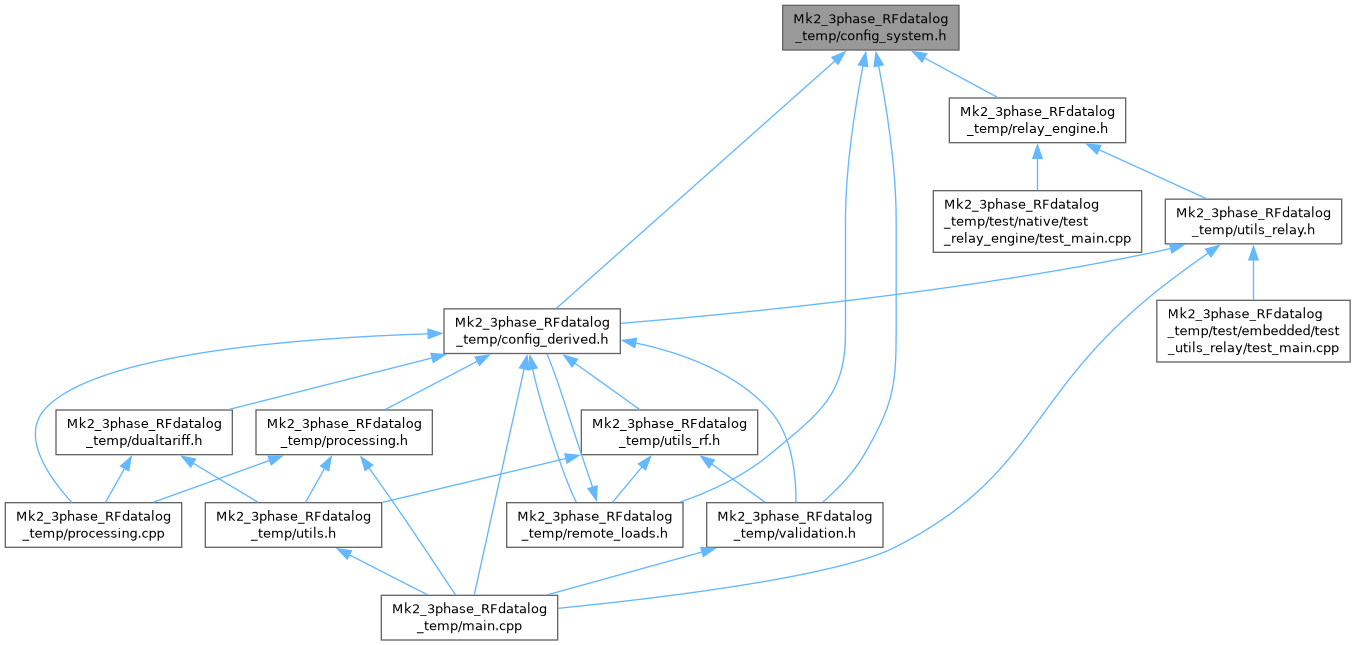 Mk2_3phase_RFdatalog
_temp/config_system.h
Mk2_3phase_RFdatalog
_temp/relay_engine.h
Mk2_3phase_RFdatalog
_temp/test/native/test
_relay_engine/test_main.cpp
Mk2_3phase_RFdatalog
_temp/utils_relay.h
Mk2_3phase_RFdatalog
_temp/test/embedded/test
_utils_relay/test_main.cpp
Mk2_3phase_RFdatalog
_temp/config_derived.h
Mk2_3phase_RFdatalog
_temp/dualtariff.h
Mk2_3phase_RFdatalog
_temp/processing.h
Mk2_3phase_RFdatalog
_temp/utils_rf.h
Mk2_3phase_RFdatalog
_temp/processing.cpp
Mk2_3phase_RFdatalog
_temp/utils.h
Mk2_3phase_RFdatalog
_temp/remote_loads.h
Mk2_3phase_RFdatalog
_temp/validation.h
Mk2_3phase_RFdatalog
_temp/main.cpp